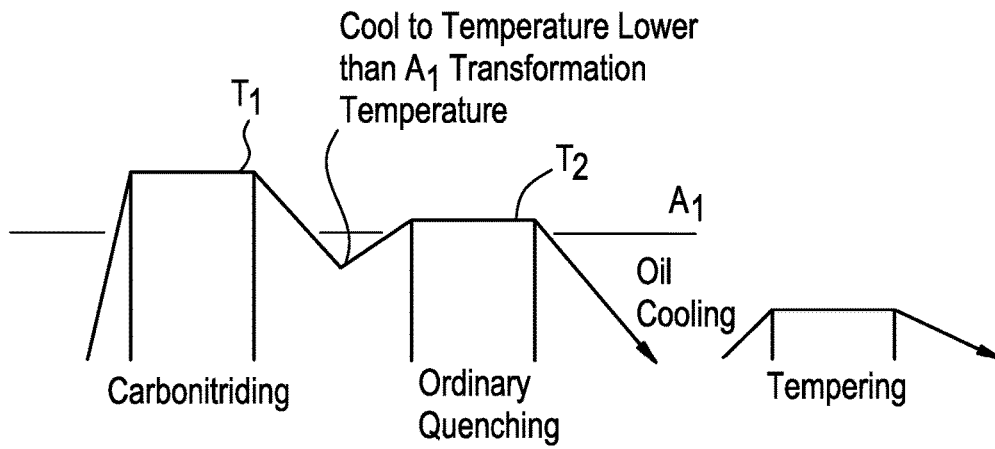 Cool to Temperature Lower
than A1 Transformation
Temperature
T1
T2
A1
Oil
Cooling
Carbonitriding
Ordinary
Quenching
Tempering